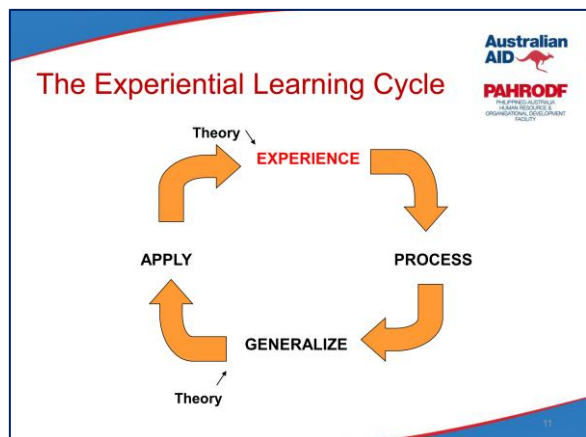 Australian
AID
The Experiential Learning Cycle
PAHRODF
PHILIPPINES-AUSTRALIA
HUMAN RESOURCE &
ORGANISATIONAL DEVELOPMENT
FACILITY
Theory
EXPERIENCE
APPLY
PROCESS
GENERALIZE
Theory
11